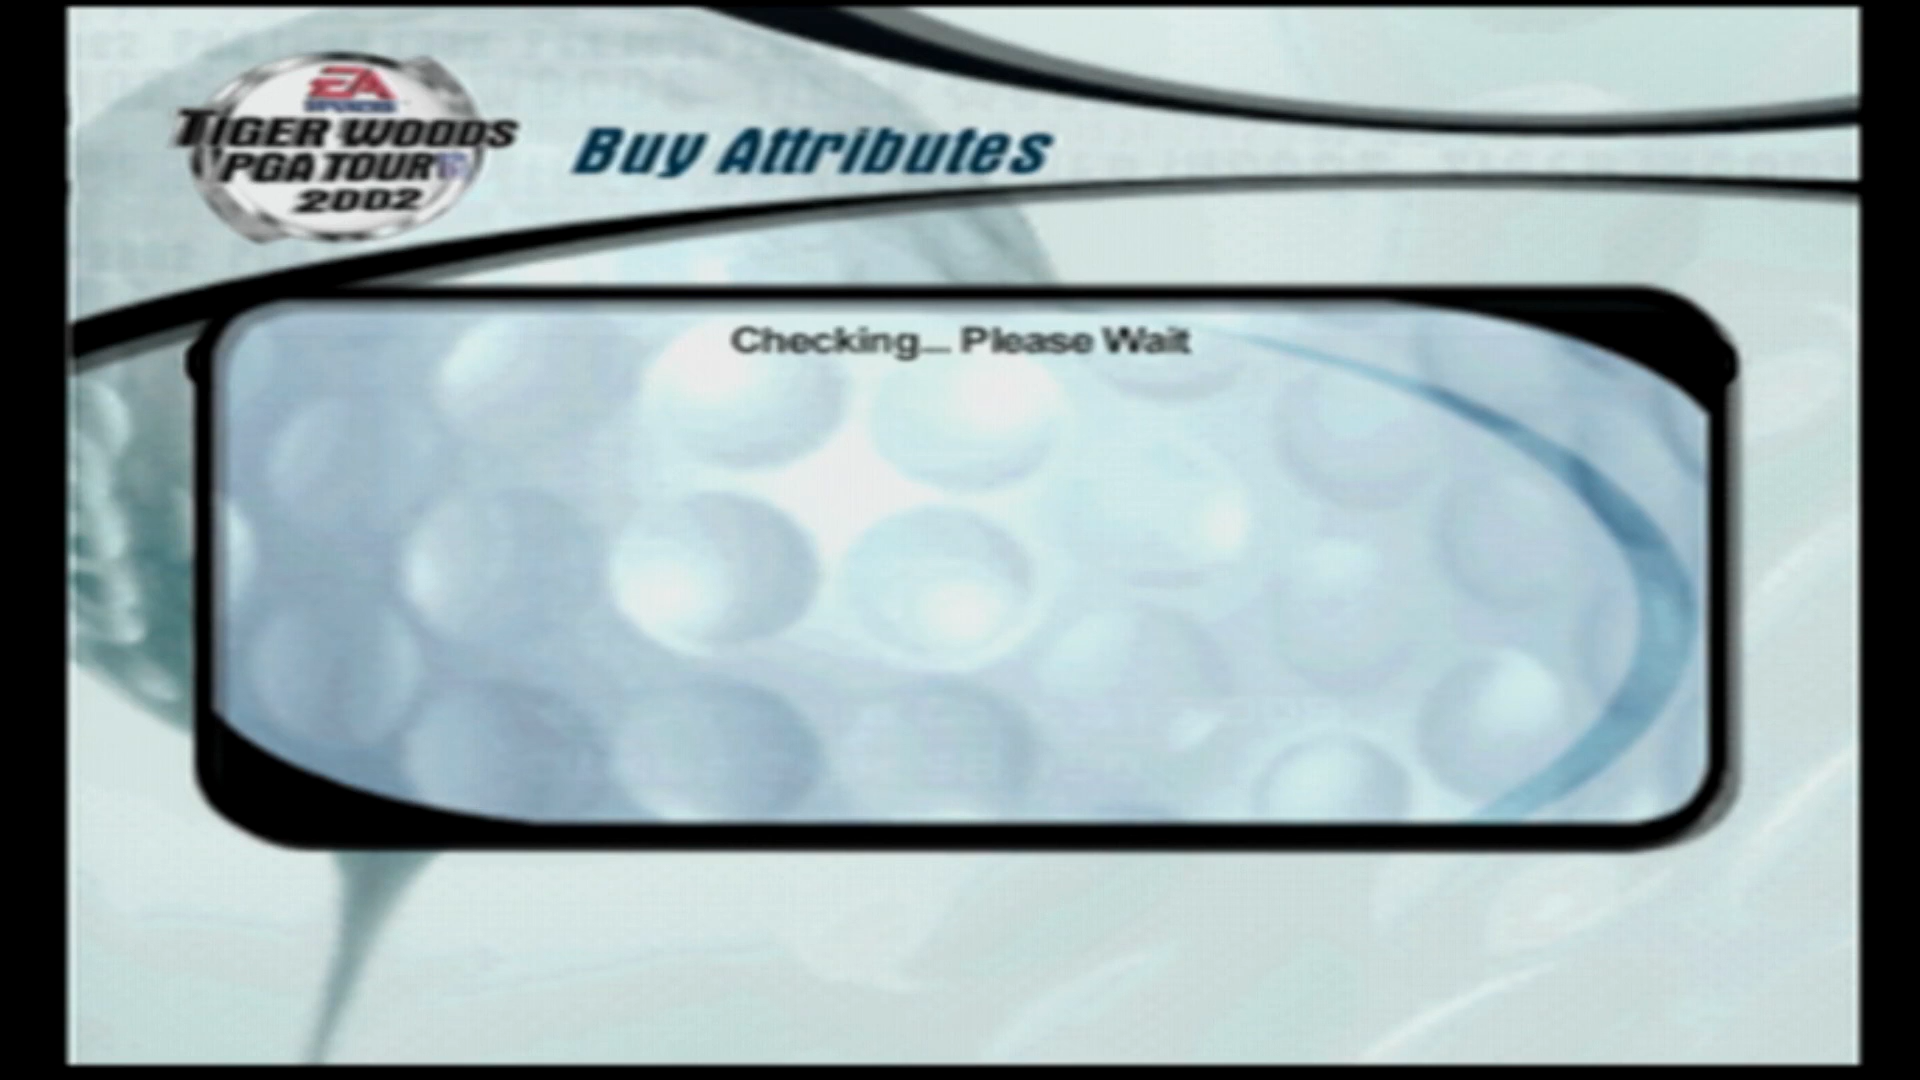 EA
SPORTS
TIGER WOODS
PGA TOUR
2002
Buy Attributes
Checking... Please Wait